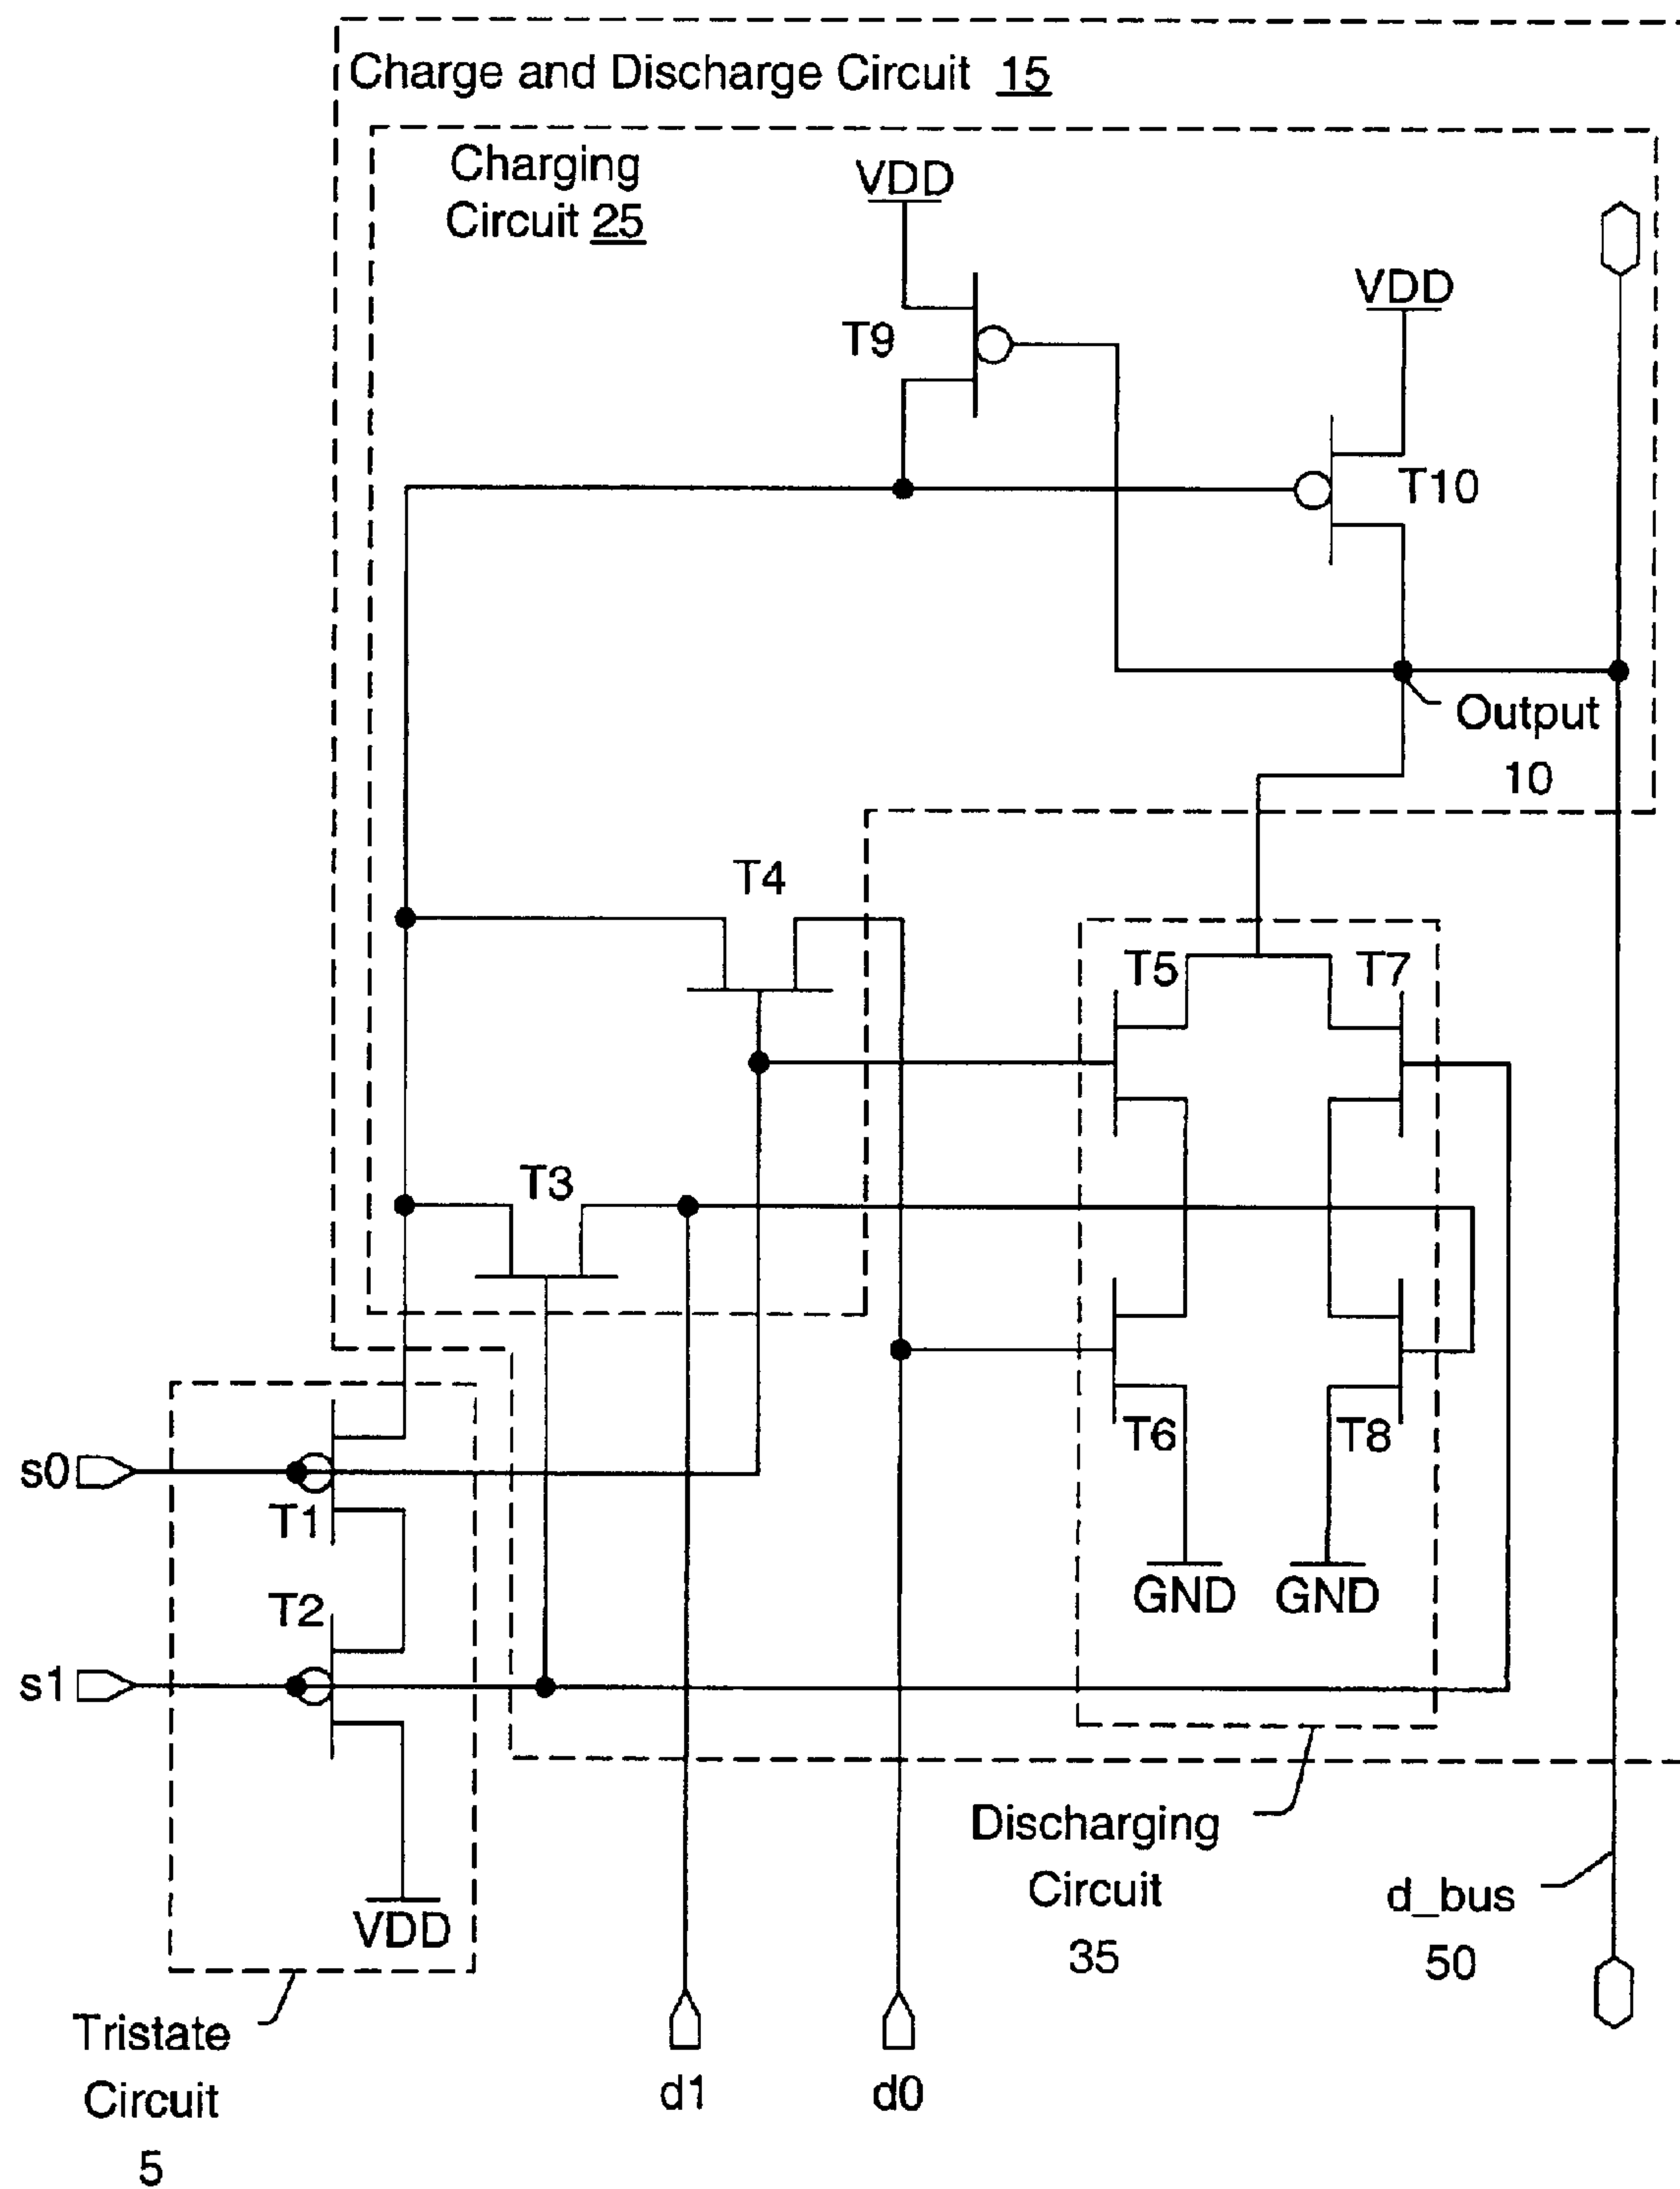 Charge and Discharge Circuit 15
Charging
Circuit 25
VDD
VDD
T9
T10
Output
10
T4
T5
T7
T3
T6
T8
s0
T1
T2
GND
GND
s1
VDD
Discharging
Circuit
35
d_bus
50
Tristate
Circuit
5
d1
d0